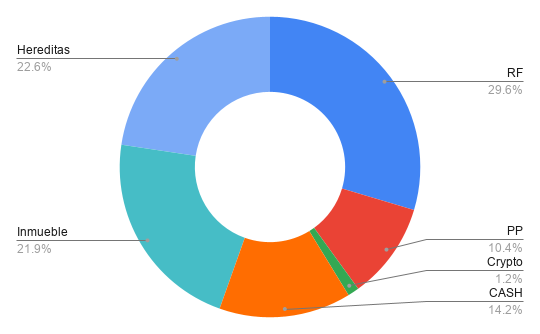 Hereditas
22.6%
RF
29.6%
Inmueble
21.9%
PP
10.4%
Crypto
1.2%
CASH
14.2%